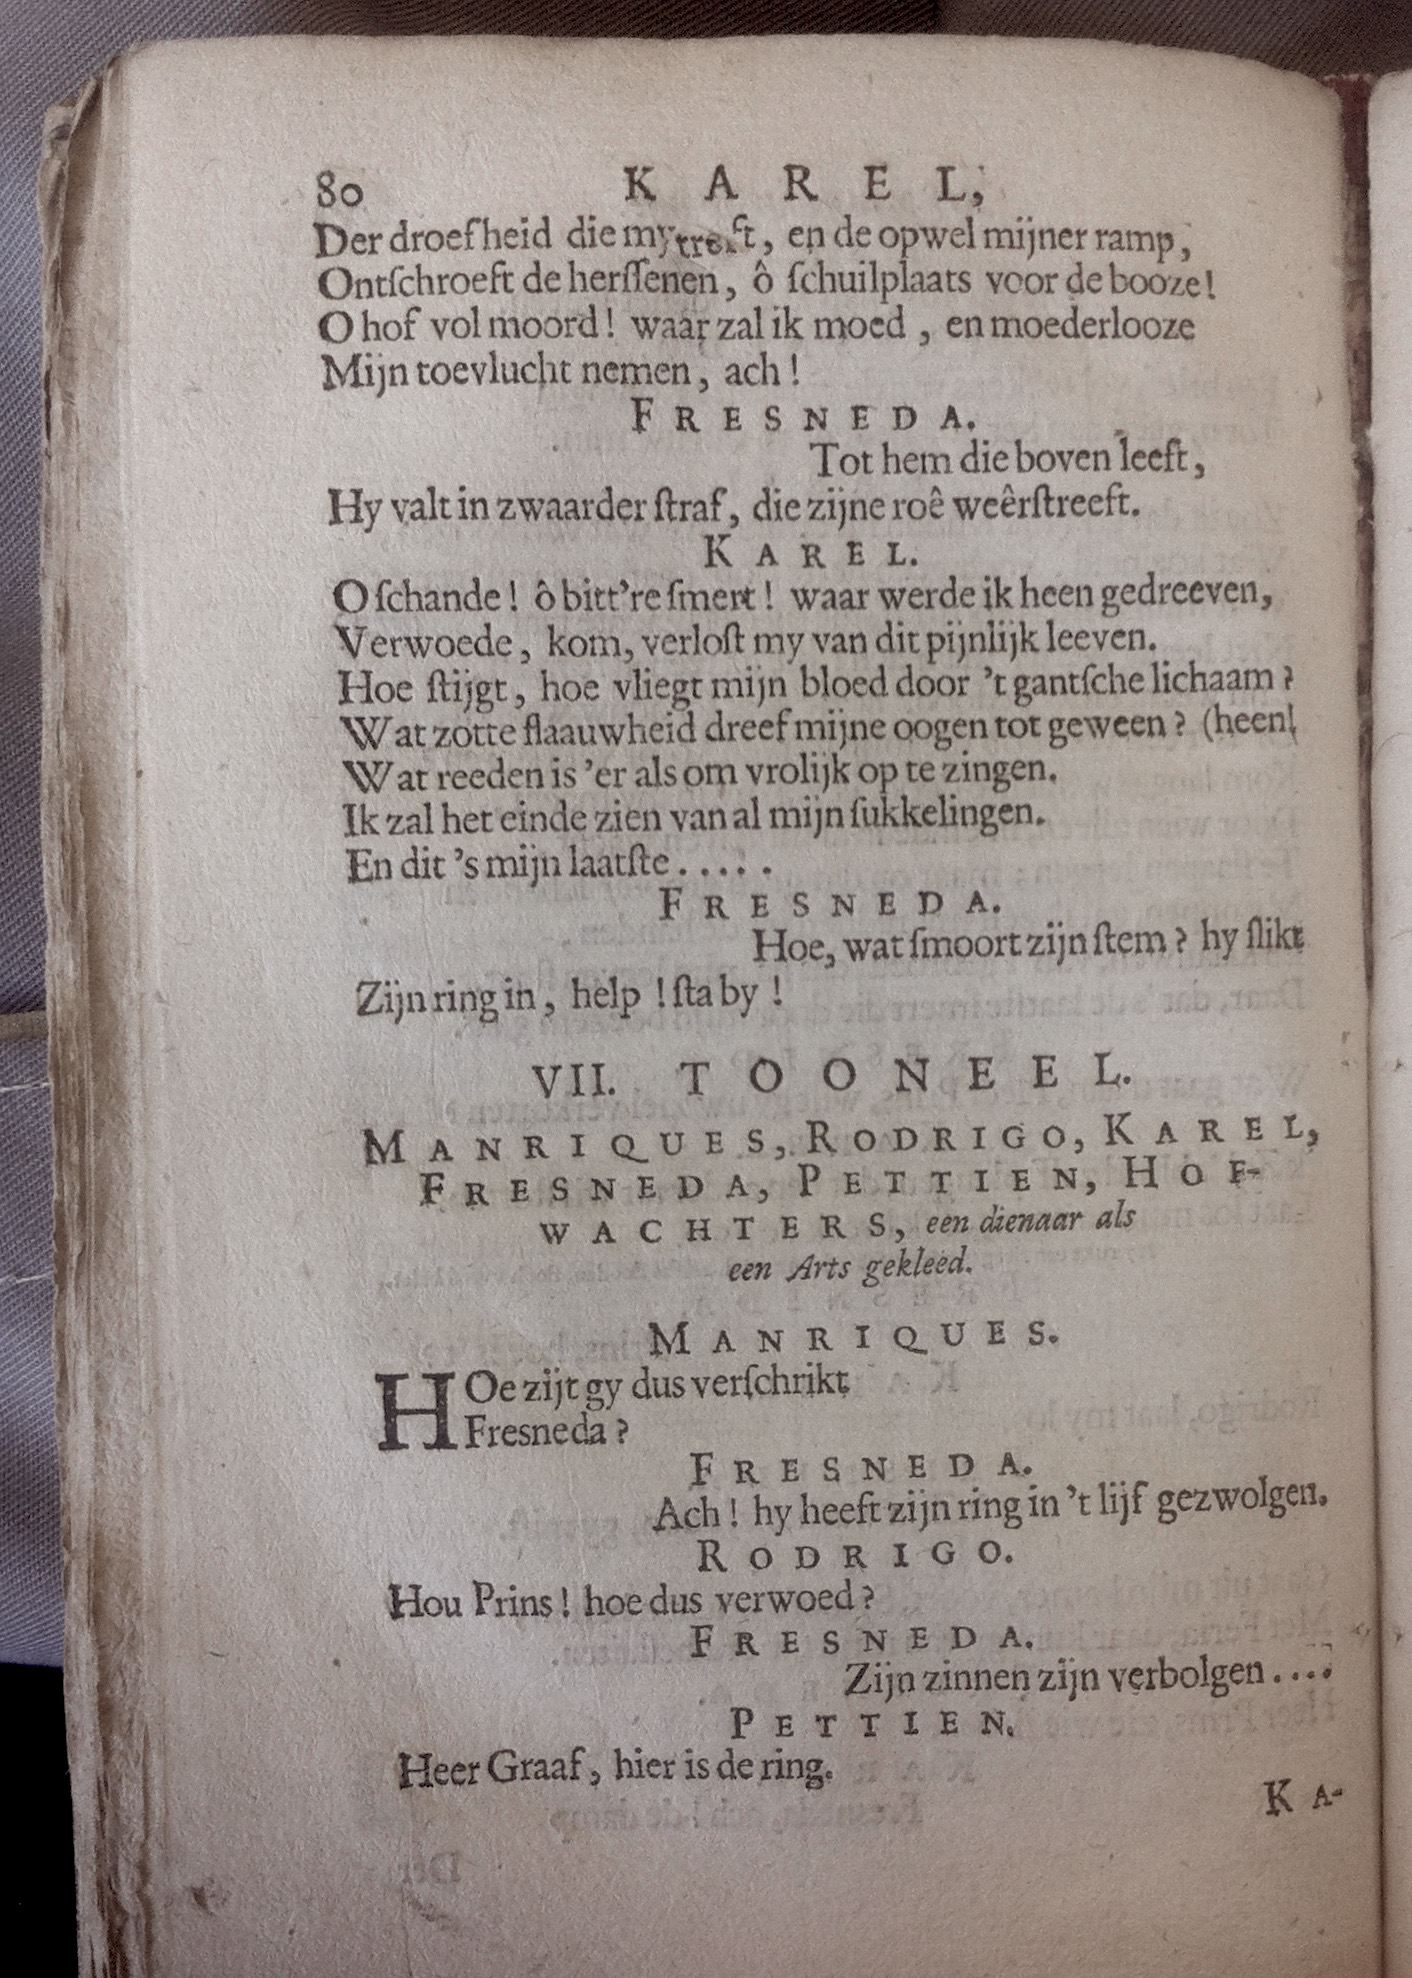 80 KAREL,
Der droefheid die my treft, en de opwel mijner ramp,
Ontſchroeft de herſſenen, ô ſchuilplaats voor de booze!
O hof vol moord! waar zal ik moed, en moederlooze
Mijn toevlucht nemen, ach!
FRESNEDA.
Tot hem die boven leeft,
Hy valt in zwaarder ſtraf, die zijne roê weêrſtreeft.
KAREL.
O ſchande! ô bitt're ſmert! waar werde ik heen gedreeven,
Verwoede, kom, verloſt my van dit pijnlijk leeven.
Hoe ſtijgt, hoe vliegt mijn bloed door 't gantſche lichaam?
Wat zotte flaauwheid dreef mijne oogen tot geween? (heen!
Wat reeden is 'er als om vrolijk op te zingen.
Ik zal het einde zien van al mijn ſukkelingen.
En dit 's mijn laatſte.....
FRESNEDA.
Hoe, wat ſmoort zijn ſtem? hy ſlikt
Zijn ring in, help! ſta by!
VII. TOONEEL.
MANRIQUES, RODRIGO, KAREL,
FRESNEDA, PETTIEN, HOF-
WACHTERS, een dienaar als
een Arts gekleed.
MANRIQUES.
HOe zijt gy dus verſchrikt
Fresneda?
FRESNEDA.
Ach! hy heeft zijn ring in 't lijf gezwolgen.
RODRIGO.
Hou Prins! hoe dus verwoed?
FRESNEDA.
Zijn zinnen zijn verbolgen....
PETTIEN.
Heer Graaf, hier is de ring.
KA-